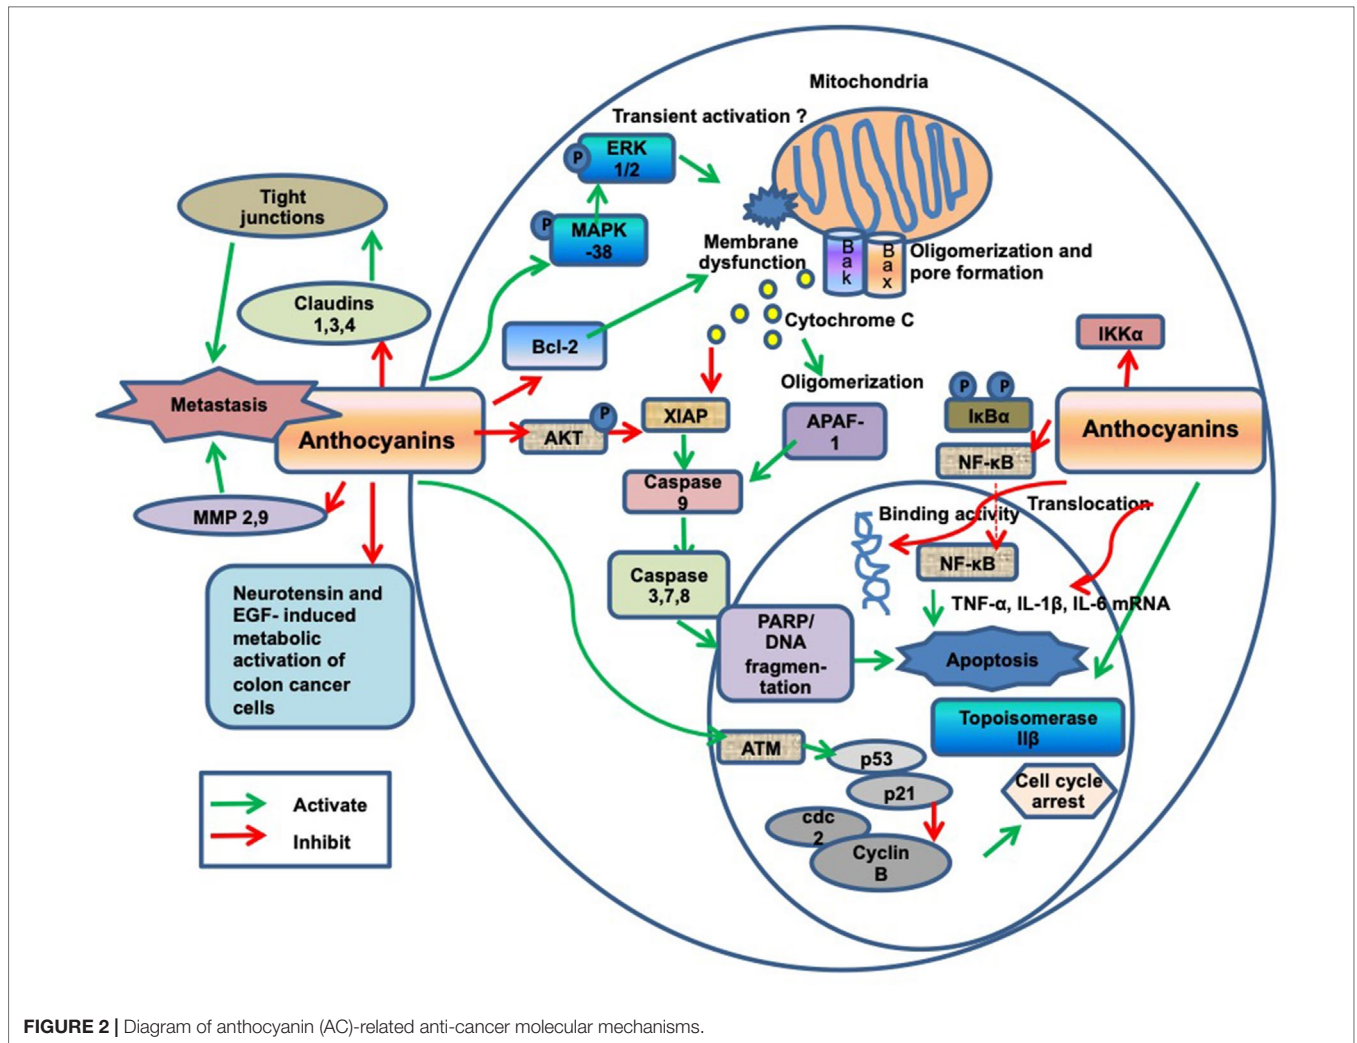 Mitochondria
Transient activation ?
P
ERK
1/2
P
MAPK
-38
Tight
junctions
Claudins
1,3,4
Membrane
dysfunction
Bak
Bax
Oligomerization and
pore formation
Bcl-2
Cytochrome C
IKKα
Oligomerization
Metastasis
Anthocyanins
P
AKT
XIAP
APAF-
1
P
P
IκBα
NF-κB
Anthocyanins
MMP 2,9
Caspase
9
Binding activity
Translocation
NF-κB
Neurotensin and
EGF- induced
metabolic
activation of
colon cancer
cells
Caspase
3,7,8
TNF-α, IL-1β, IL-6 mRNA
PARP/
DNA
fragmen-
tation
Apoptosis
Topoisomerase
IIβ
ATM
p53
p21
Cell cycle
arrest
cdc
2
Cyclin
B
Activate
Inhibit
FIGURE 2 | Diagram of anthocyanin (AC)-related anti-cancer molecular mechanisms.